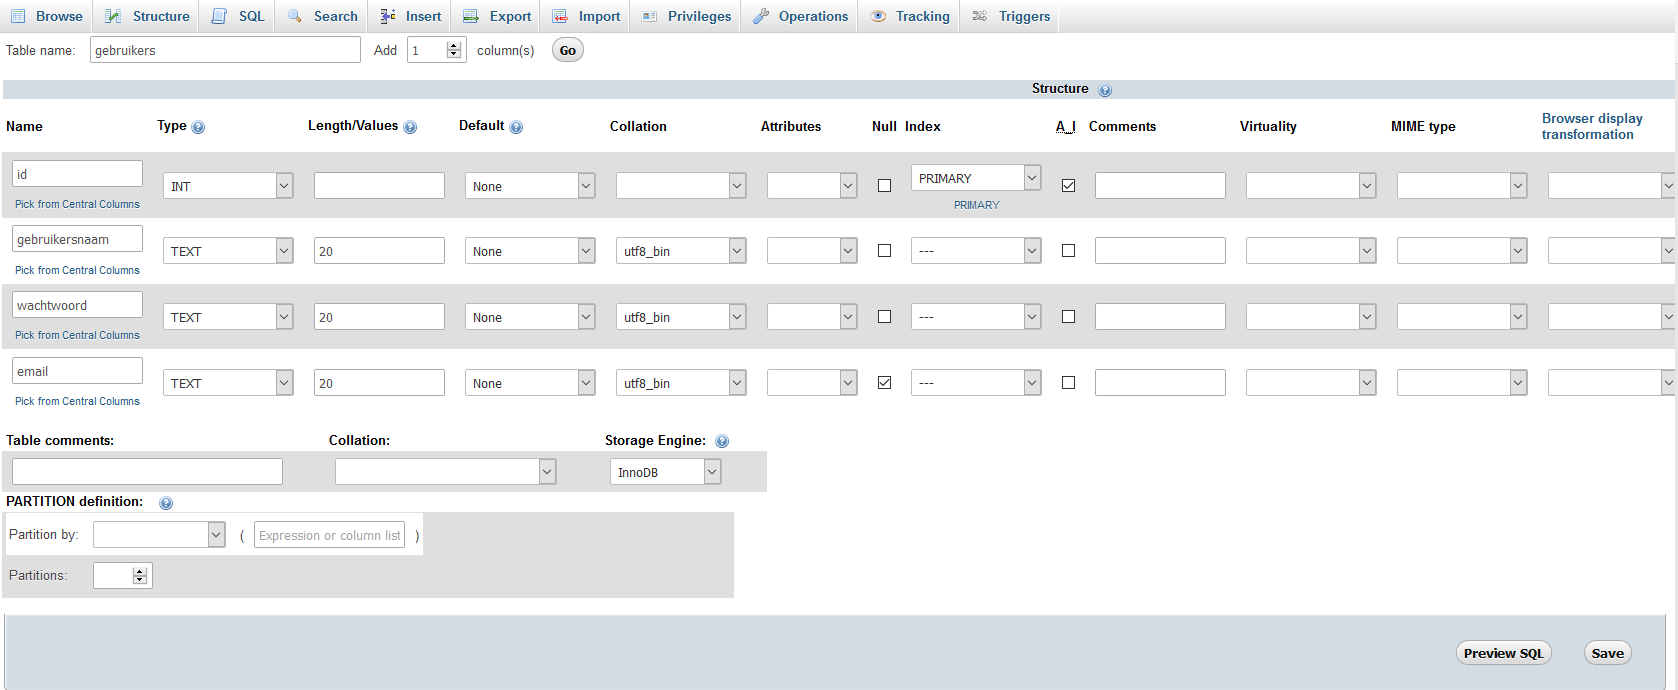 Browse Structure SQL Search Insert Export Import Privileges Operations Tracking Triggers
Table name: gebruikers Add 1 column(s) Go
Structure
Name Type Length/Values Default Collation Attributes Null Index A_I Comments Virtuality MIME type Browser display transformation
id INT None PRIMARY
Pick from Central Columns PRIMARY
gebruikersnaam TEXT 20 None utf8_bin ---
Pick from Central Columns
wachtwoord TEXT 20 None utf8_bin ---
Pick from Central Columns
email TEXT 20 None utf8_bin ---
Pick from Central Columns
Table comments: Collation: Storage Engine:
InnoDB
PARTITION definition:
Partition by: ( Expression or column list )
Partitions:
Preview SQL Save